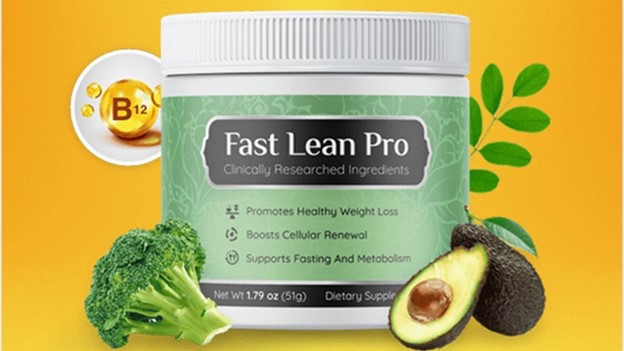 B12
Fast Lean Pro
Clinically Researched Ingredients
Promotes Healthy Weight Loss
Boosts Cellular Renewal
Supports Fasting And Metabolism
Net Wt 1.79 oz (51g) Dietary